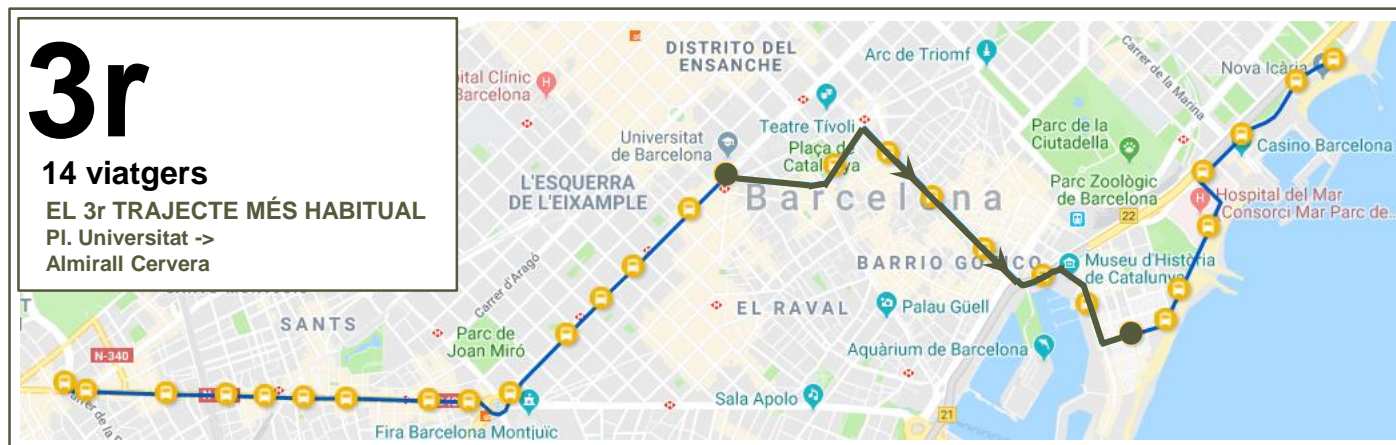 3r
14 viatgers
EL 3r TRAJECTE MÉS HABITUAL
Pl. Universitat ->
Almirall Cervera
DISTRITO DEL
ENSANCHE
Arc de Triomf
Carrer de la Marina
Nova Icària
Hospital Clínic
Barcelona
Teatre Tívoli
Universitat
de Barcelona
Plaça de
Catalunya
Parc de la
Ciutadella
Casino Barcelona
L'ESQUERRA
DE L'EIXAMPLE
Barcelona
Parc Zoològic
de Barcelona
22
Hospital del Mar
Consorci Mar Parc de...
Carrer d'Aragó
BARRIO GÓTICO
Museu d'Història
de Catalunya
EL RAVAL
Palau Güell
SANTS
Parc de
Joan Miró
N-340
Aquàrium de Barcelona
Sala Apolo
21
Fira Barcelona Montjuïc